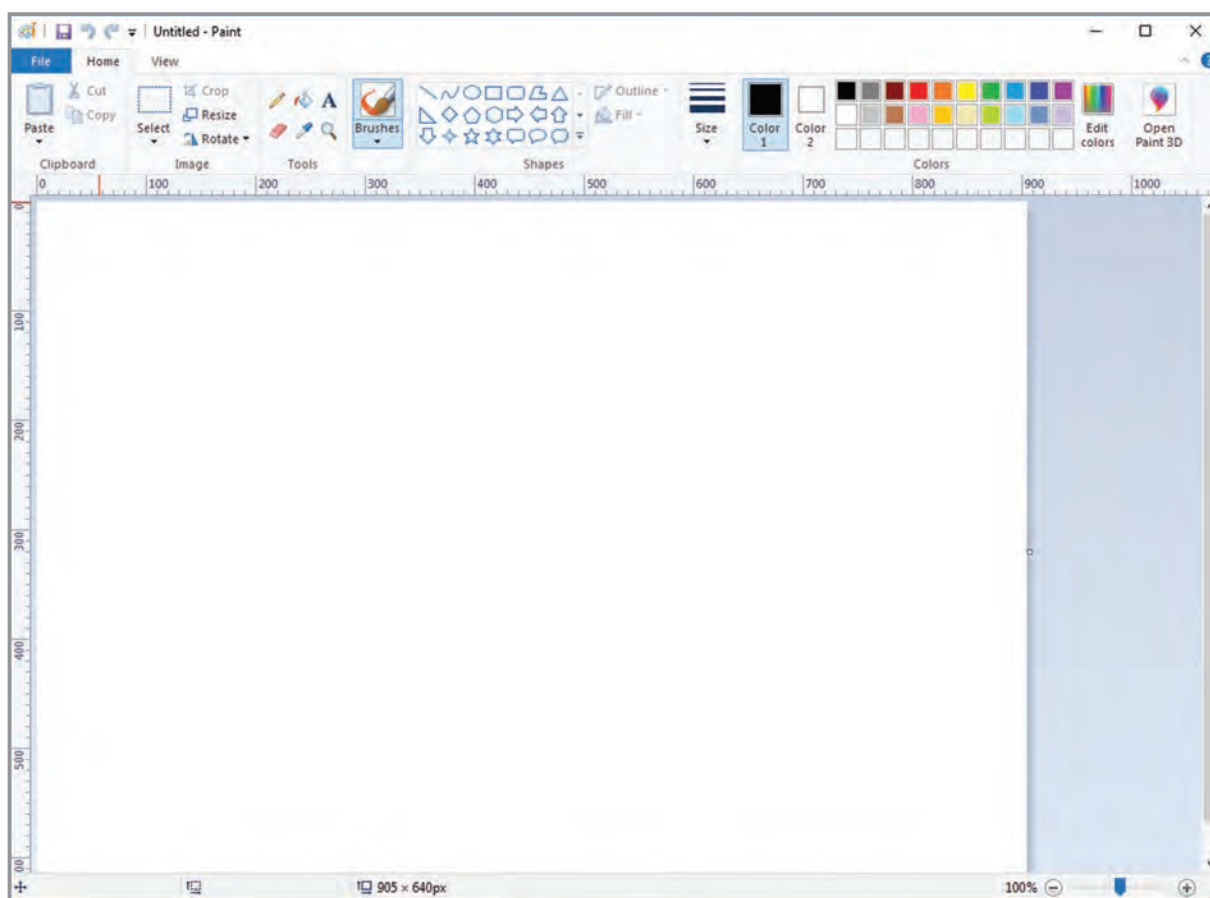 Untitled - Paint
File Home View
Cut Crop Outline
Copy Resize Fill
Paste Select Rotate A Brushes Size Color 1 Color 2 Edit colors Open Paint 3D
Clipboard Image Tools Shapes Colors
0 100 200 300 400 500 600 700 800 900 1000
0
100
200
300
400
500
00
905 × 640px 100%